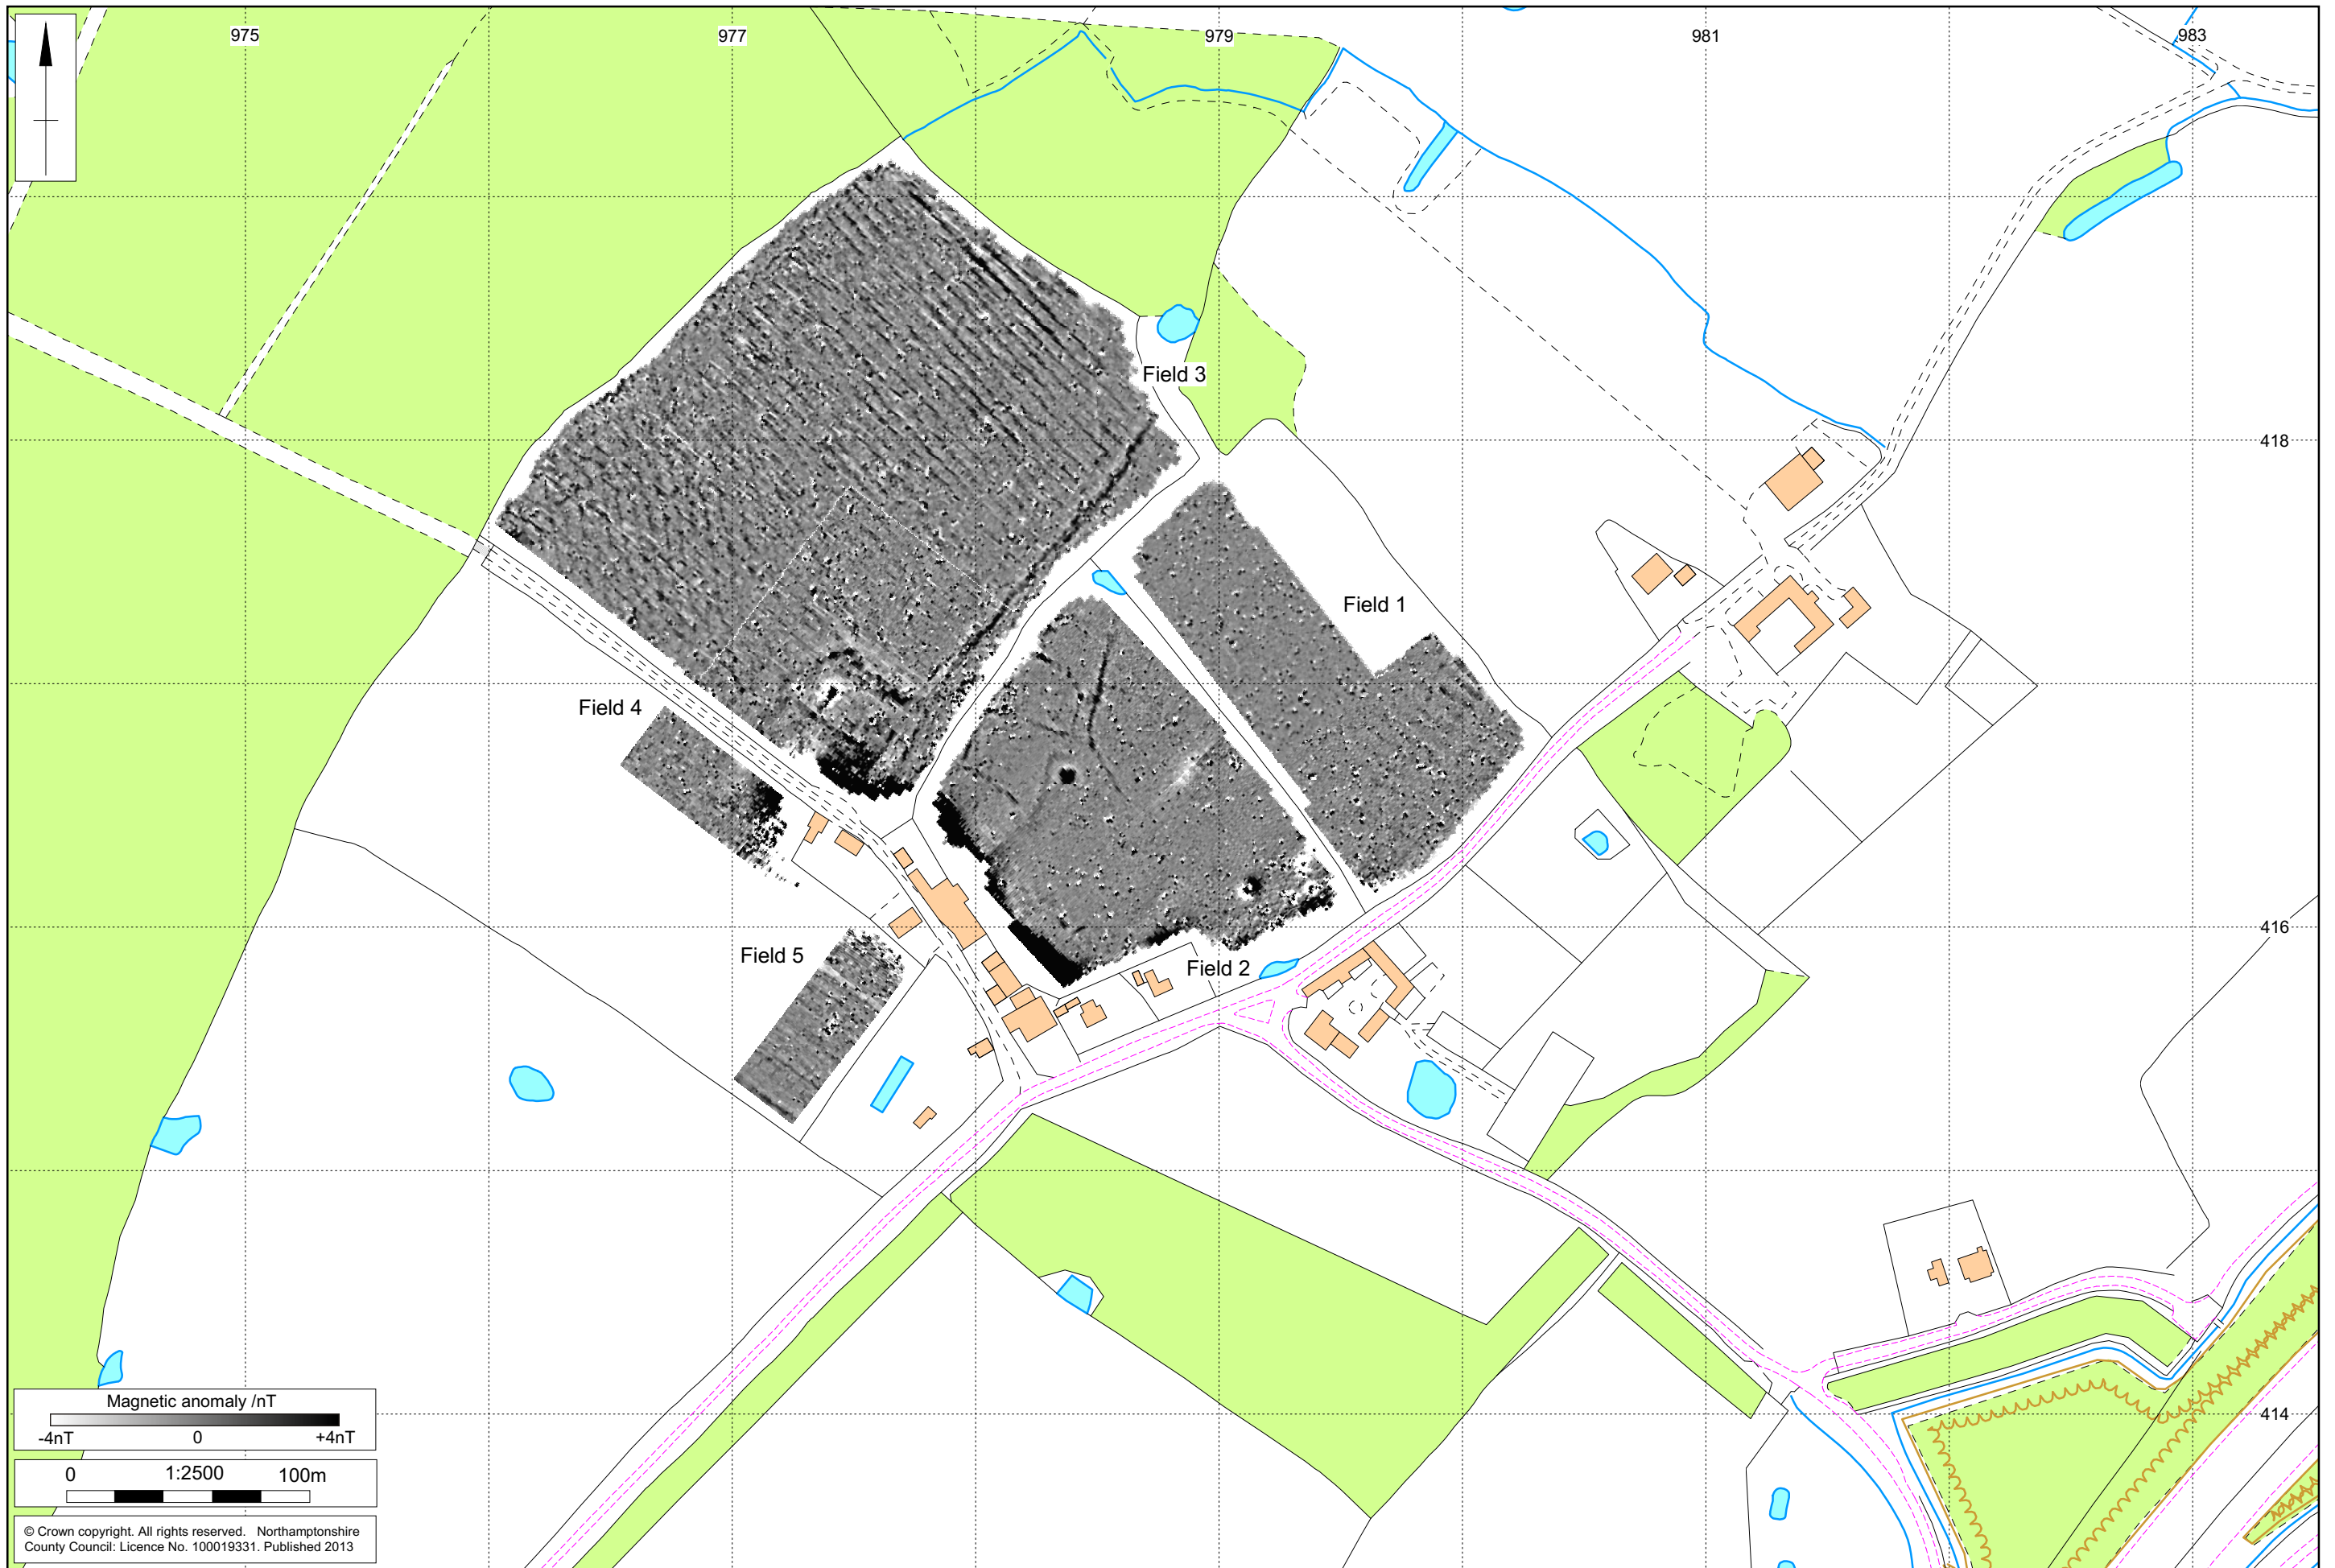 975
977
979
981
983
Field 3
418
Field 1
Field 4
416
Field 5
Field 2
414
Magnetic anomaly /nT
-4nT
0
+4nT
0
1:2500
100m
© Crown copyright. All rights reserved. Northamptonshire
County Council: Licence No. 100019331. Published 2013